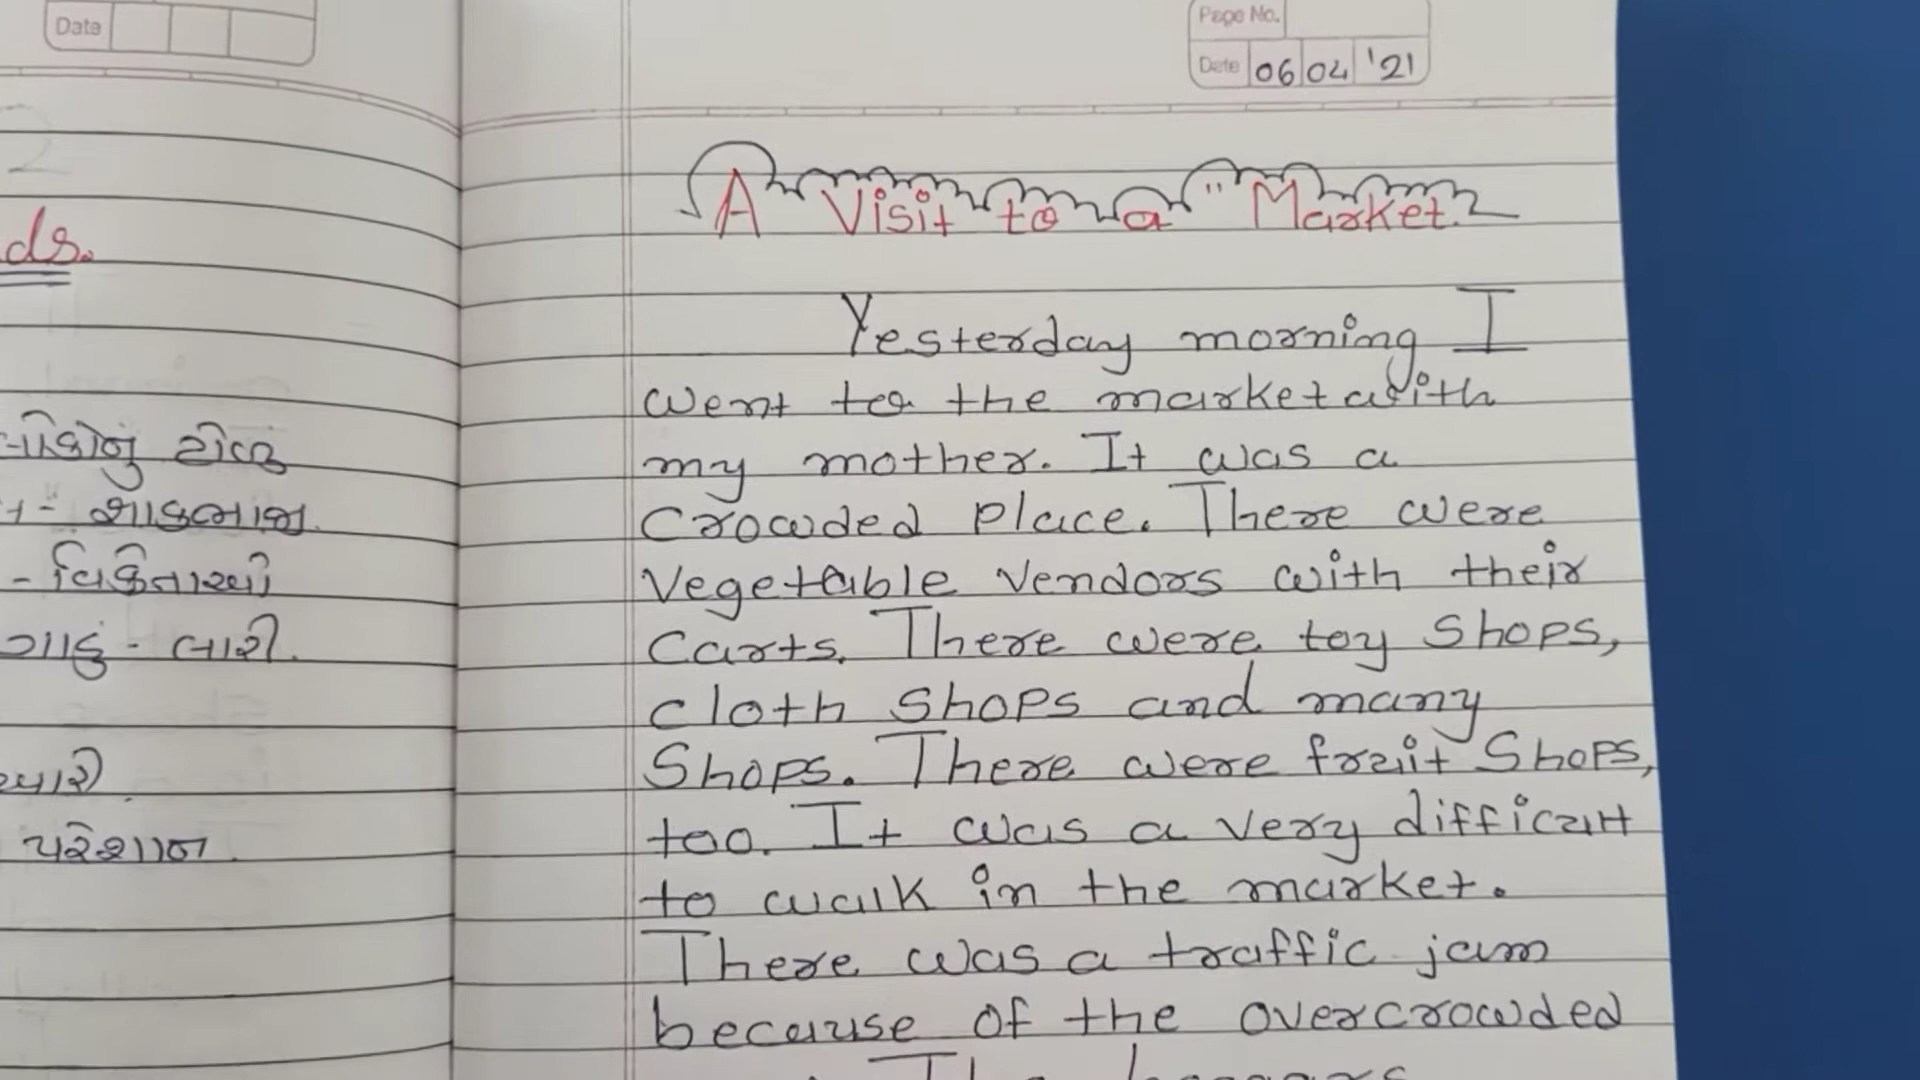 Date
ds.
ટોળું
શાકભાજી
- વિક્રેતાઓ
- લારી.
પરેશાન.
Page No.
Date 06 04 '21
A Visit to a "Market.
Yesterday morning I
went to the market with
my mother. It was a
Crowded Place. There were
Vegetable Vendors with their
Carts. There were toy Shops,
cloth Shops and many
Shops. There were fruit Shops,
too. It was a very difficult
to walk in the market.
There was a traffic jam
because of the overcrowded